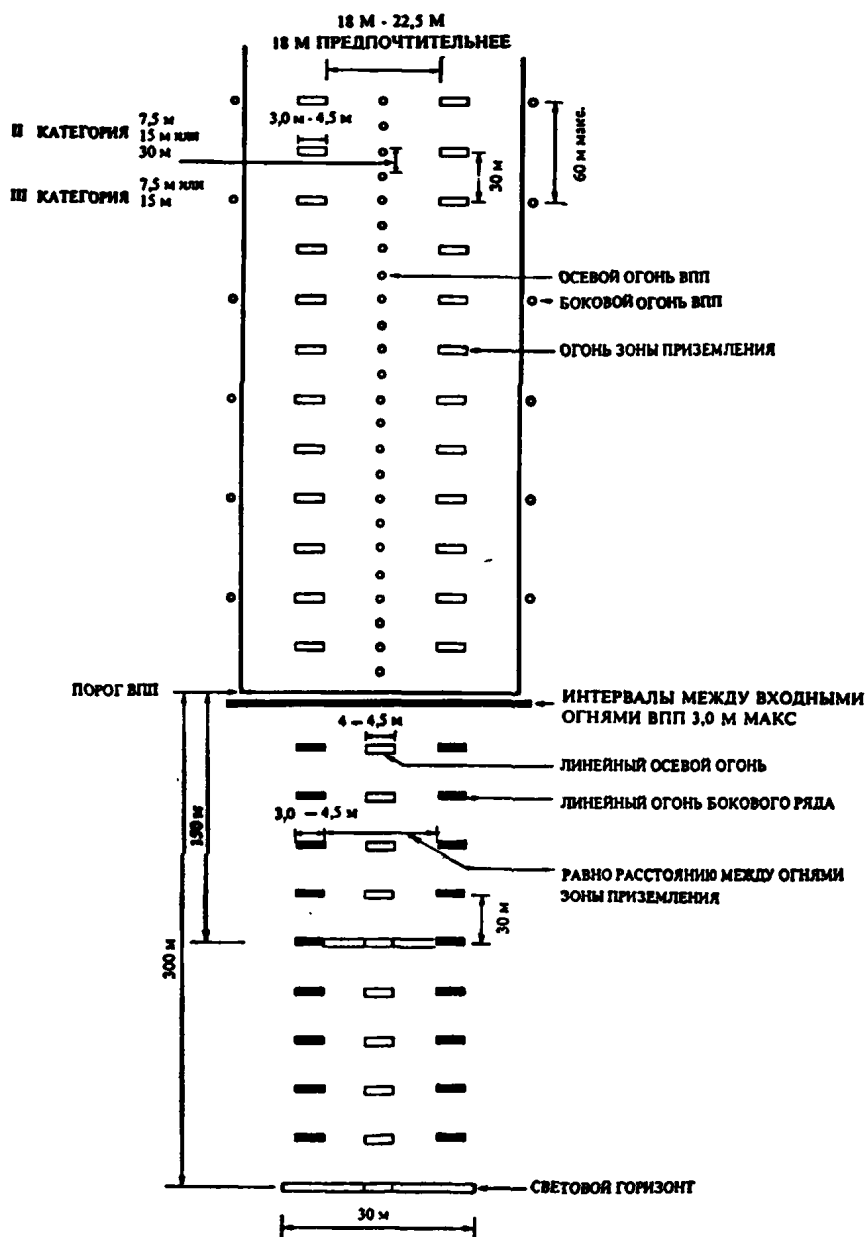 18 М - 22,5 М
18 М ПРЕДПОЧТИТЕЛЬНЕЕ
II КАТЕГОРИЯ 7,5 м
15 м или
30 м
3,0 м - 4,5 м
30 м
60 м макс.
III КАТЕГОРИЯ 7,5 м или
15 м
ОСЕВОЙ ОГОНЬ ВПП
БОКОВОЙ ОГОНЬ ВПП
ОГОНЬ ЗОНЫ ПРИЗЕМЛЕНИЯ
ПОРОГ ВПП
ИНТЕРВАЛЫ МЕЖДУ ВХОДНЫМИ
ОГНЯМИ ВПП 3,0 М МАКС
4 — 4,5 м
ЛИНЕЙНЫЙ ОСЕВОЙ ОГОНЬ
ЛИНЕЙНЫЙ ОГОНЬ БОКОВОГО РЯДА
150 м
3,0 — 4,5 м
РАВНО РАССТОЯНИЮ МЕЖДУ ОГНЯМИ
ЗОНЫ ПРИЗЕМЛЕНИЯ
30 м
300 м
СВЕТОВОЙ ГОРИЗОНТ
30 м